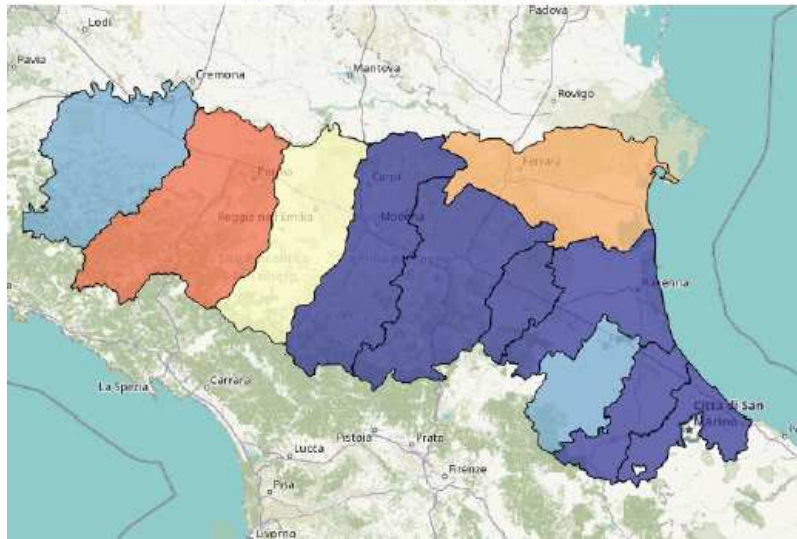 Padova
Lodi
Pavia
Cremona
Mantova
Rovigo
Parma
Ferrara
Carpi
Reggio nell'Emilia
Modena
Ravenna
La Spezia
Carrara
Città di San
Marino
Pistoia
Prato
Lucca
Firenze
Pisa
Livorno